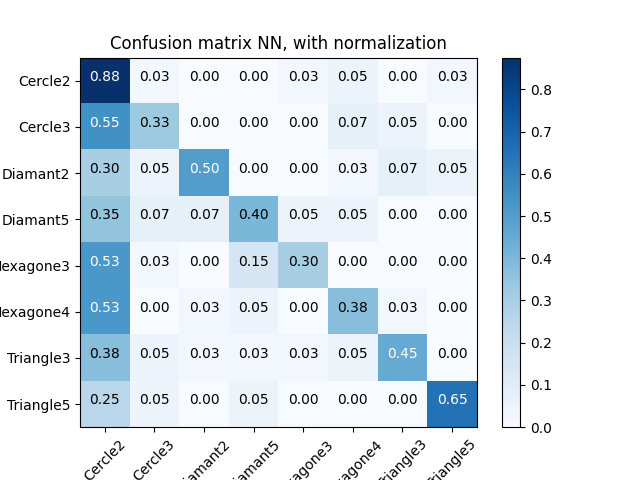 Confusion matrix NN, with normalization
Cercle2 0.88 0.03 0.00 0.00 0.03 0.05 0.00 0.03
Cercle3 0.55 0.33 0.00 0.00 0.00 0.07 0.05 0.00
Diamant2 0.30 0.05 0.50 0.00 0.00 0.03 0.07 0.05
Diamant5 0.35 0.07 0.07 0.40 0.05 0.05 0.00 0.00
exagone3 0.53 0.03 0.00 0.15 0.30 0.00 0.00 0.00
exagone4 0.53 0.00 0.03 0.05 0.00 0.38 0.03 0.00
Triangle3 0.38 0.05 0.03 0.03 0.03 0.05 0.45 0.00
Triangle5 0.25 0.05 0.00 0.05 0.00 0.00 0.00 0.65
Cercle2 Cercle3 iamant2 iamant5 xagone3 xagone4 riangle3 riangle5
0.8
0.7
0.6
0.5
0.4
0.3
0.2
0.1
0.0